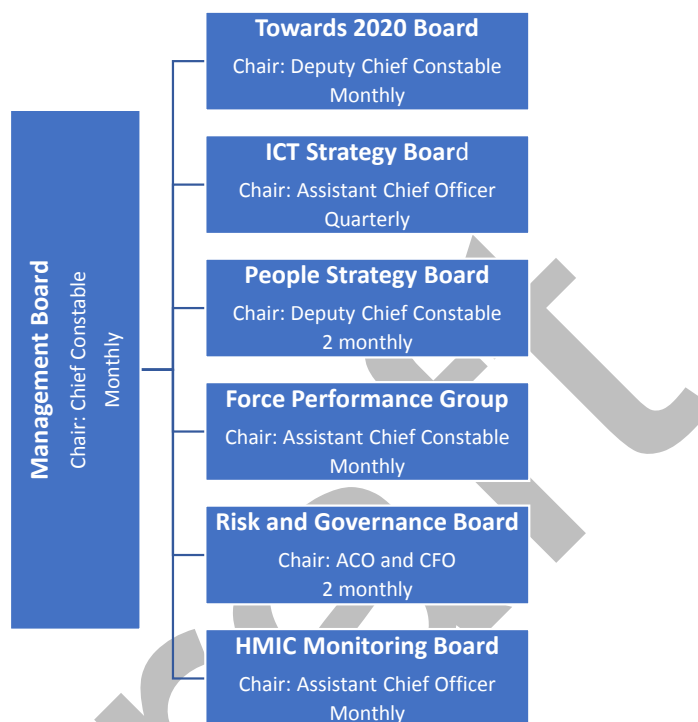 Management Board
Chair: Chief Constable
Monthly
Towards 2020 Board
Chair: Deputy Chief Constable
Monthly
ICT Strategy Board
Chair: Assistant Chief Officer
Quarterly
People Strategy Board
Chair: Deputy Chief Constable
2 monthly
Force Performance Group
Chair: Assistant Chief Constable
Monthly
Risk and Governance Board
Chair: ACO and CFO
2 monthly
HMIC Monitoring Board
Chair: Assistant Chief Officer
Monthly